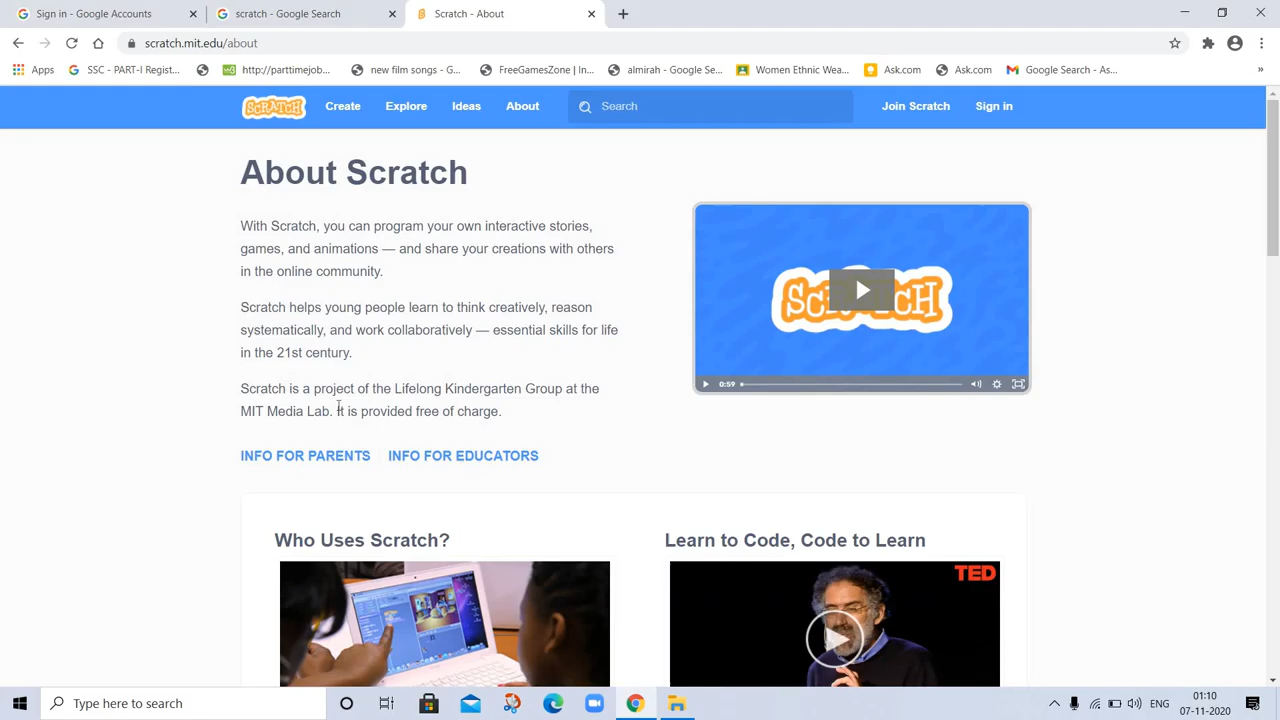 Sign in - Google Accounts
scratch - Google Search
Scratch - About
scratch.mit.edu/about
Apps
SSC - PART-I Regist...
http://parttimejob...
new film songs - G...
FreeGamesZone | In...
almirah - Google Se...
Women Ethnic Wea...
Ask.com
Ask.com
Google Search - As...
»
SCRATCH
Create
Explore
Ideas
About
Search
Join Scratch
Sign in
About Scratch
With Scratch, you can program your own interactive stories,
games, and animations — and share your creations with others
in the online community.
Scratch helps young people learn to think creatively, reason
systematically, and work collaboratively — essential skills for life
in the 21st century.
Scratch is a project of the Lifelong Kindergarten Group at the
MIT Media Lab. It is provided free of charge.
INFO FOR PARENTS
INFO FOR EDUCATORS
SCRATCH
0:59
Who Uses Scratch?
Learn to Code, Code to Learn
TED
Type here to search
ENG
01:10
07-11-2020